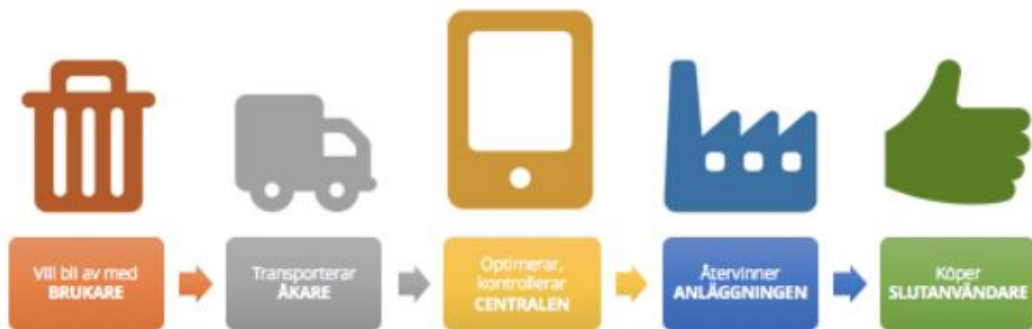 Vill bli av med
BRUKARE
Transporterar
ÅKARE
Optimerar,
kontrollerar
CENTRALEN
Återvinner
ANLÄGGNINGEN
Köper
SLUTANVÄNDARE